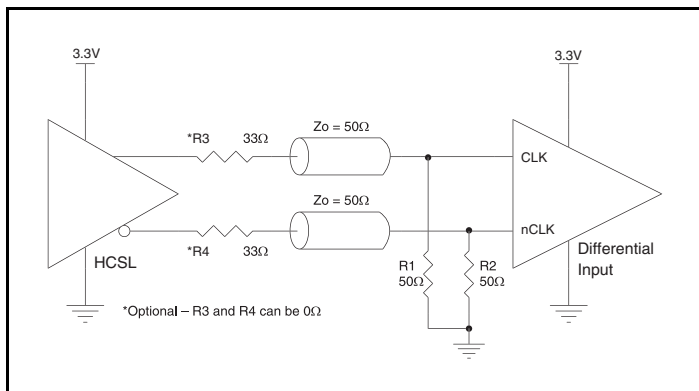 3.3V
3.3V
*R3
33Ω
Zo = 50Ω
CLK
Zo = 50Ω
*R4
33Ω
nCLK
HCSL
R1
50Ω
R2
50Ω
Differential
Input
*Optional – R3 and R4 can be 0Ω